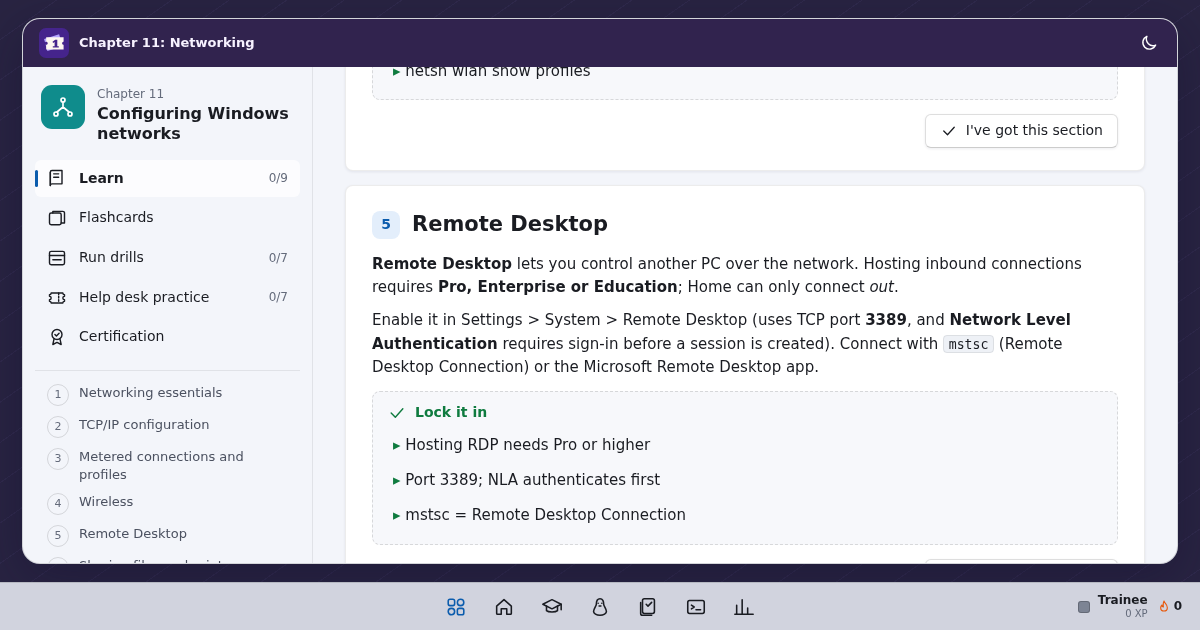 1 Chapter 11: Networking
Chapter 11
Configuring Windows
networks
Learn 0/9
Flashcards
Run drills 0/7
Help desk practice 0/7
Certification
1 Networking essentials
2 TCP/IP configuration
3 Metered connections and
profiles
4 Wireless
5 Remote Desktop
▸ netsh wlan show profiles
I've got this section
5 Remote Desktop
Remote Desktop lets you control another PC over the network. Hosting inbound connections
requires Pro, Enterprise or Education; Home can only connect out.
Enable it in Settings > System > Remote Desktop (uses TCP port 3389, and Network Level
Authentication requires sign-in before a session is created). Connect with mstsc (Remote
Desktop Connection) or the Microsoft Remote Desktop app.
Lock it in
▸ Hosting RDP needs Pro or higher
▸ Port 3389; NLA authenticates first
▸ mstsc = Remote Desktop Connection
Trainee
0 XP
0